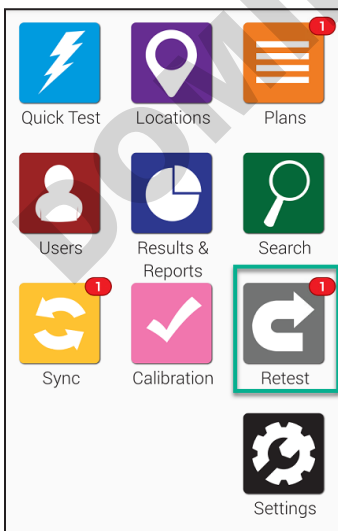 1
Quick Test
Locations
Plans
Users
Results &
Reports
Search
1
1
Sync
Calibration
Retest
Settings